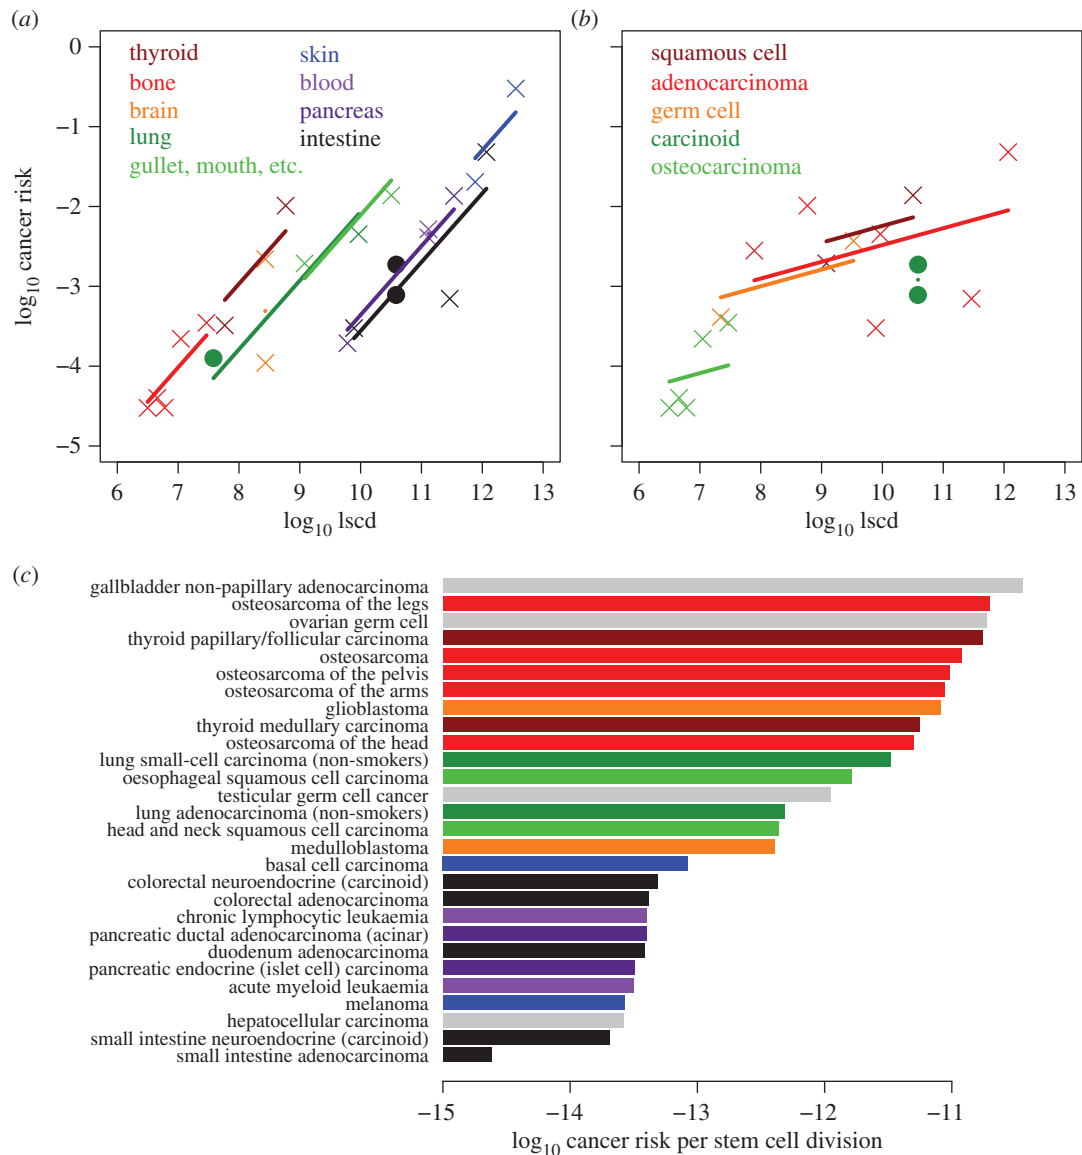 (a)
thyroid
bone
brain
lung
gullet, mouth, etc.
skin
blood
pancreas
intestine
0
−1
−2
−3
−4
−5
log10 cancer risk
6 7 8 9 10 11 12 13
log10 lscd
(b)
squamous cell
adenocarcinoma
germ cell
carcinoid
osteocarcinoma
6 7 8 9 10 11 12 13
log10 lscd
(c)
gallbladder non-papillary adenocarcinoma
osteosarcoma of the legs
ovarian germ cell
thyroid papillary/follicular carcinoma
osteosarcoma
osteosarcoma of the pelvis
osteosarcoma of the arms
glioblastoma
thyroid medullary carcinoma
osteosarcoma of the head
lung small-cell carcinoma (non-smokers)
oesophageal squamous cell carcinoma
testicular germ cell cancer
lung adenocarcinoma (non-smokers)
head and neck squamous cell carcinoma
medulloblastoma
basal cell carcinoma
colorectal neuroendocrine (carcinoid)
colorectal adenocarcinoma
chronic lymphocytic leukaemia
pancreatic ductal adenocarcinoma (acinar)
duodenum adenocarcinoma
pancreatic endocrine (islet cell) carcinoma
acute myeloid leukaemia
melanoma
hepatocellular carcinoma
small intestine neuroendocrine (carcinoid)
small intestine adenocarcinoma
−15 −14 −13 −12 −11
log10 cancer risk per stem cell division